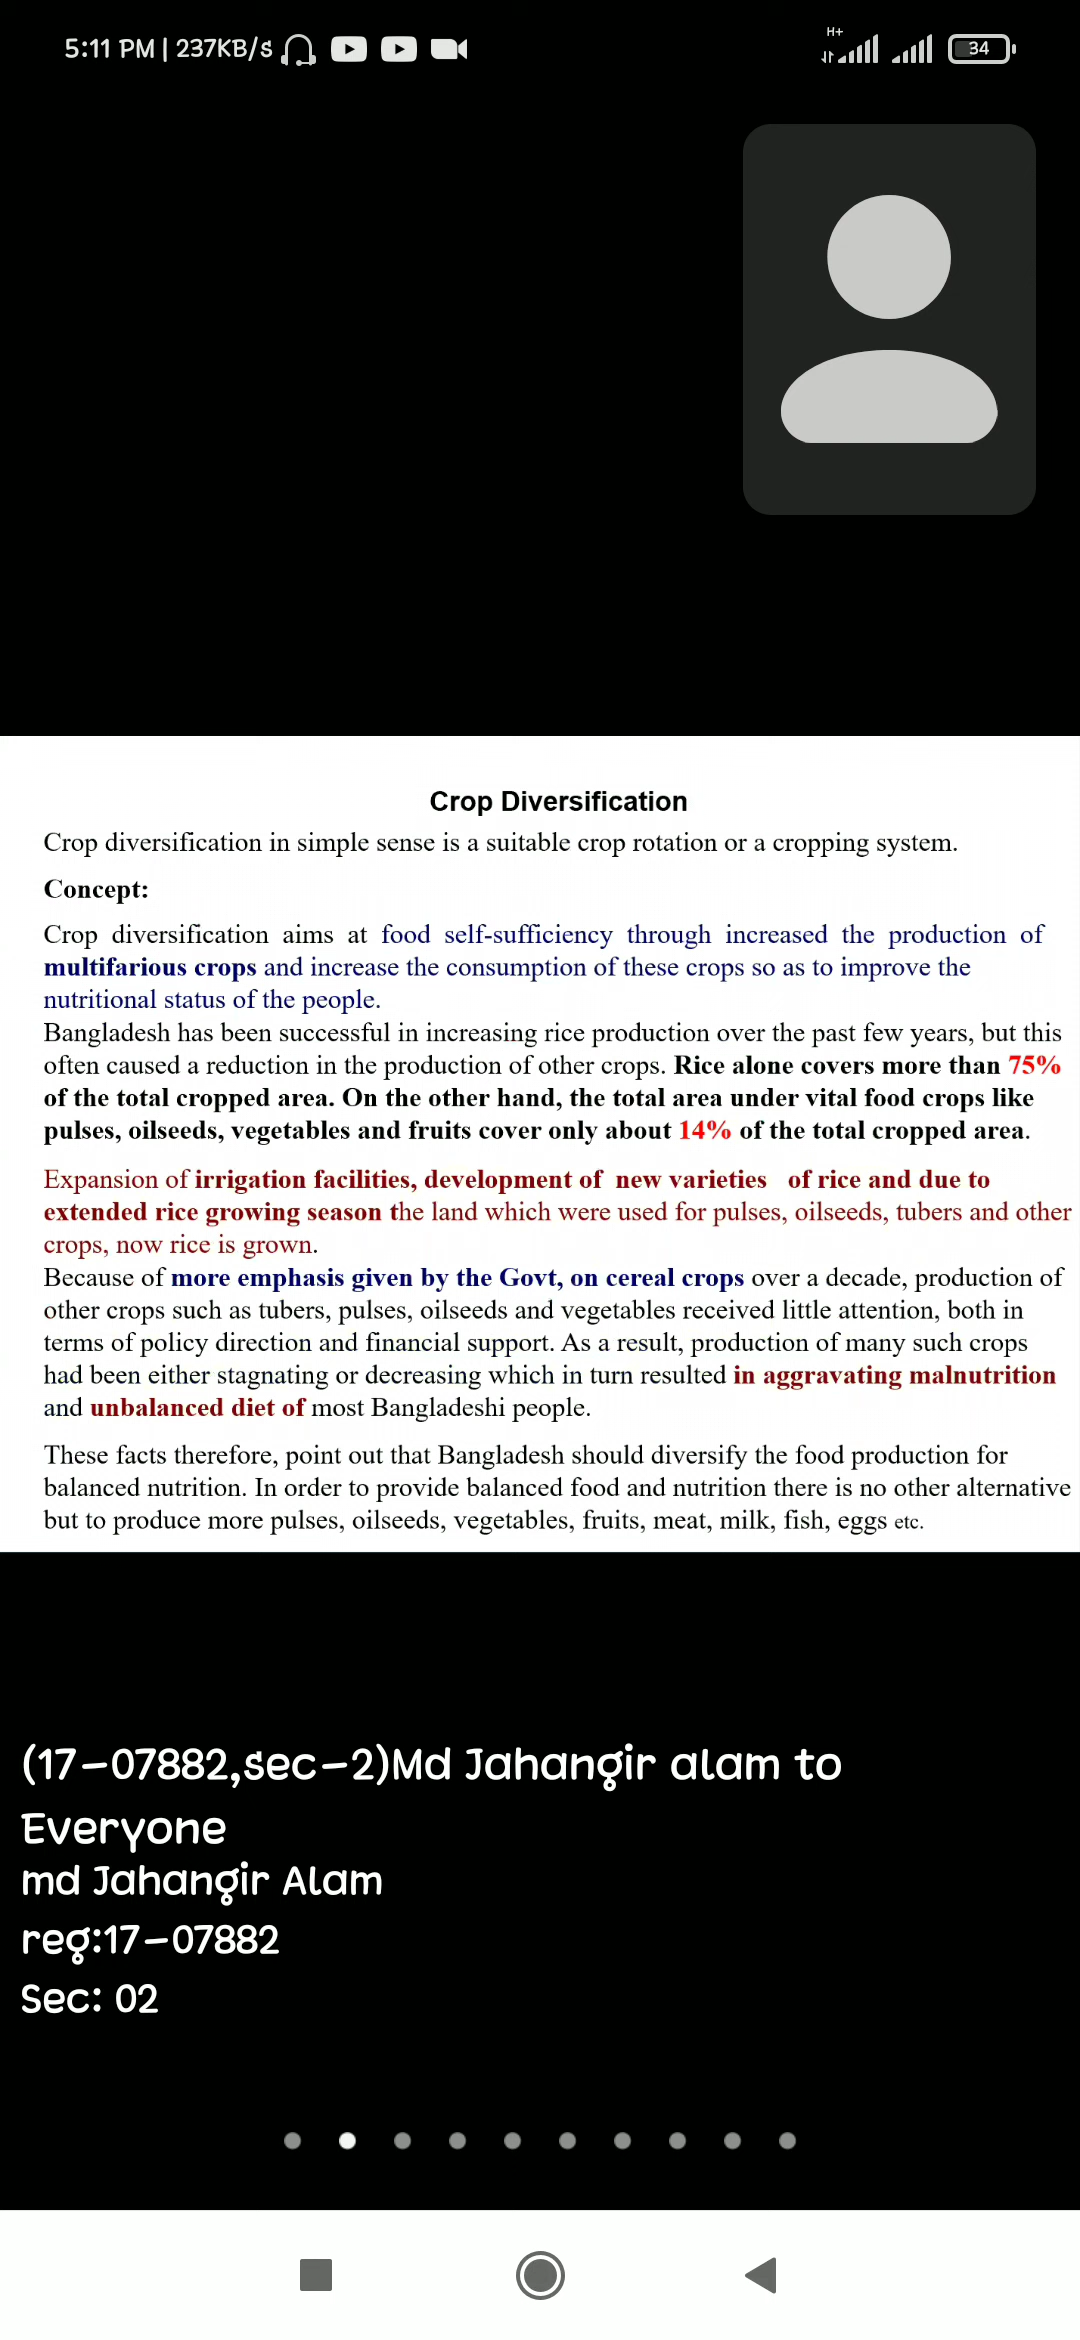 5:11 PM | 237KB/s
H+
34
Crop Diversification
Crop diversification in simple sense is a suitable crop rotation or a cropping system.
Concept:
Crop diversification aims at food self-sufficiency through increased the production of
multifarious crops and increase the consumption of these crops so as to improve the
nutritional status of the people.
Bangladesh has been successful in increasing rice production over the past few years, but this
often caused a reduction in the production of other crops. Rice alone covers more than 75%
of the total cropped area. On the other hand, the total area under vital food crops like
pulses, oilseeds, vegetables and fruits cover only about 14% of the total cropped area.
Expansion of irrigation facilities, development of new varieties of rice and due to
extended rice growing season the land which were used for pulses, oilseeds, tubers and other
crops, now rice is grown.
Because of more emphasis given by the Govt, on cereal crops over a decade, production of
other crops such as tubers, pulses, oilseeds and vegetables received little attention, both in
terms of policy direction and financial support. As a result, production of many such crops
had been either stagnating or decreasing which in turn resulted in aggravating malnutrition
and unbalanced diet of most Bangladeshi people.
These facts therefore, point out that Bangladesh should diversify the food production for
balanced nutrition. In order to provide balanced food and nutrition there is no other alternative
but to produce more pulses, oilseeds, vegetables, fruits, meat, milk, fish, eggs etc.
(17-07882,sec-2)Md Jahangir alam to
Everyone
md Jahangir Alam
reg:17-07882
Sec: 02